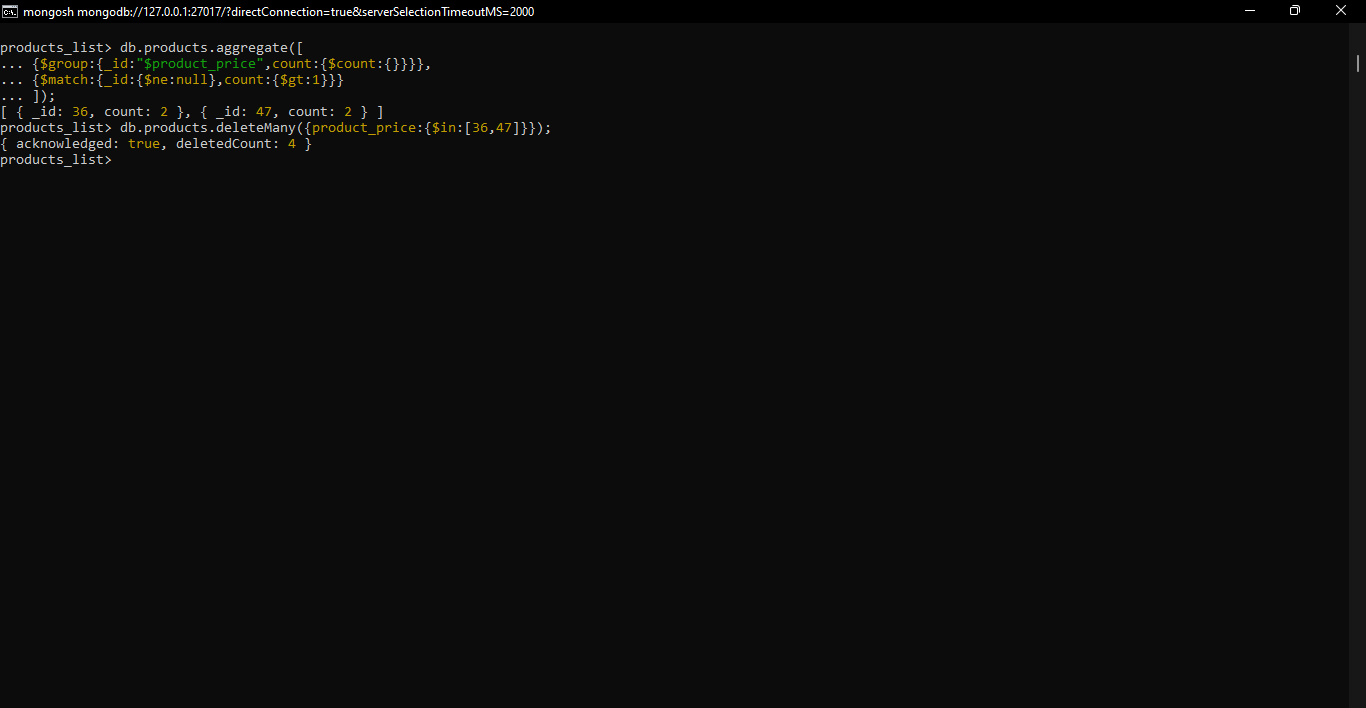 mongosh mongodb://127.0.0.1:27017/?directConnection=true&serverSelectionTimeoutMS=2000
products_list> db.products.aggregate([
... {$group:{_id:"$product_price",count:{$count:{}}}},
... {$match:{_id:{$ne:null},count:{$gt:1}}}
... ]);
[ { _id: 36, count: 2 }, { _id: 47, count: 2 } ]
products_list> db.products.deleteMany({product_price:{$in:[36,47]}});
{ acknowledged: true, deletedCount: 4 }
products_list>